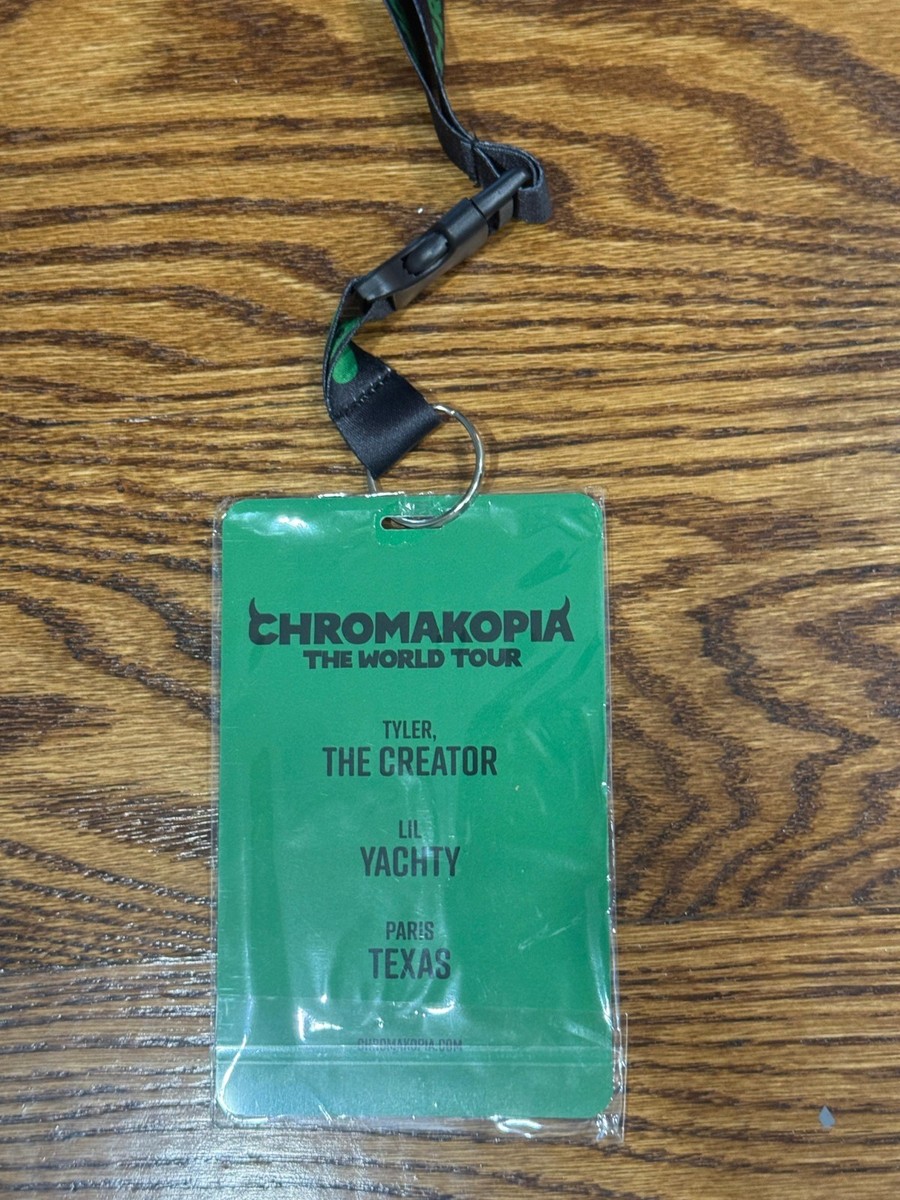 CHROMAKOPIA
THE WORLD TOUR
TYLER,
THE CREATOR
LIL
YACHTY
PARIS
TEXAS
CHROMAKOPIA.COM